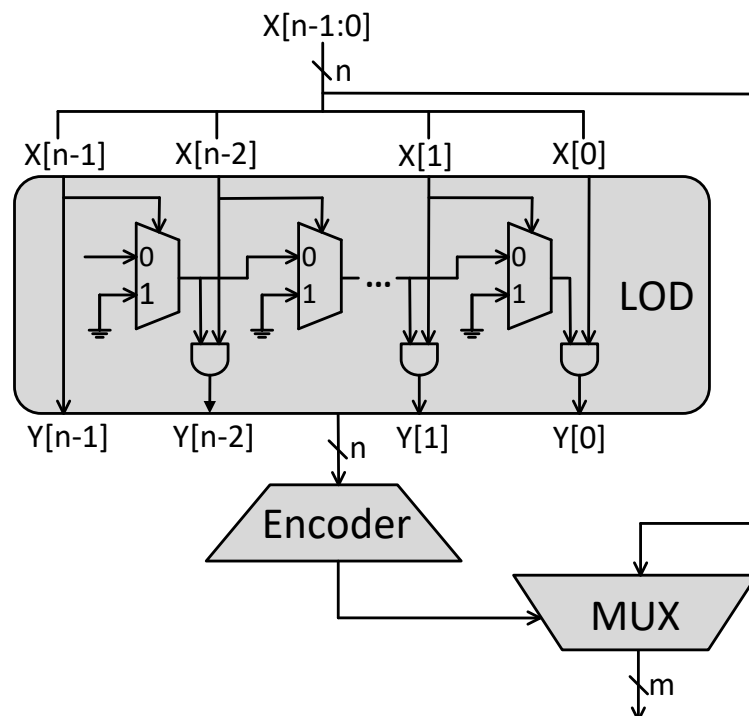 X[n-1:0]
n
X[n-1] X[n-2] X[1] X[0]
0 0 0
1 1 ... 1 LOD
Y[n-1] Y[n-2] Y[1] Y[0]
n
Encoder
MUX
m